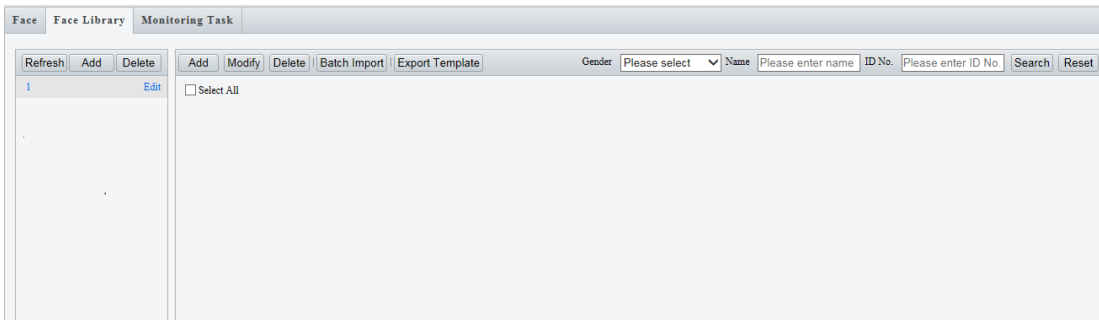 Face Face Library Monitoring Task
Refresh Add Delete Add Modify Delete | Batch Import | Export Template Gender Please select Name Please enter name ID No. Please enter ID No. Search Reset
1 Edit Select All